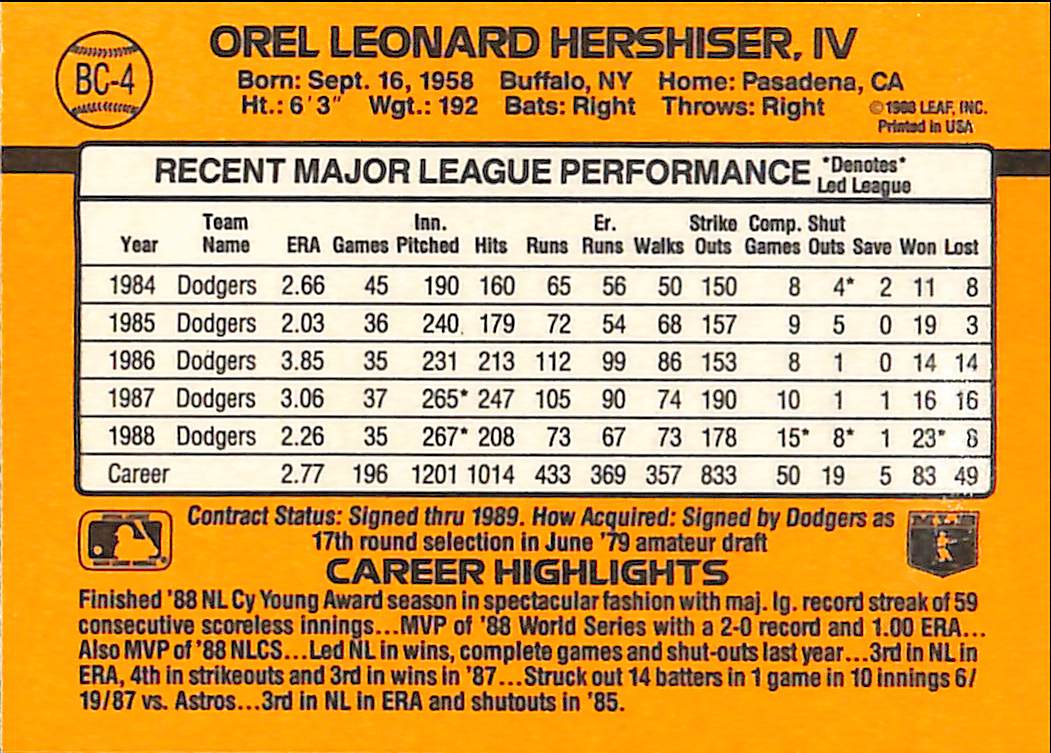 BC-4
OREL LEONARD HERSHISER, IV
Born: Sept. 16, 1958 Buffalo, NY Home: Pasadena, CA
Ht.: 6'3" Wgt.: 192 Bats: Right Throws: Right
©1988 LEAF, INC.
Printed in USA
RECENT MAJOR LEAGUE PERFORMANCE *Denotes*
Led League
Year Team Name ERA Games Inn. Pitched Hits Runs Er. Runs Walks Strike Outs Comp. Games Shut Outs Save Won Lost
1984 Dodgers 2.66 45 190 160 65 56 50 150 8 4* 2 11 8
1985 Dodgers 2.03 36 240 179 72 54 68 157 9 5 0 19 3
1986 Dodgers 3.85 35 231 213 112 99 86 153 8 1 0 14 14
1987 Dodgers 3.06 37 265* 247 105 90 74 190 10 1 1 16 16
1988 Dodgers 2.26 35 267* 208 73 67 73 178 15* 8* 1 23* 8
Career 2.77 196 1201 1014 433 369 357 833 50 19 5 83 49
Contract Status: Signed thru 1989. How Acquired: Signed by Dodgers as
17th round selection in June '79 amateur draft
CAREER HIGHLIGHTS
Finished '88 NL Cy Young Award season in spectacular fashion with maj. lg. record streak of 59
consecutive scoreless innings...MVP of '88 World Series with a 2-0 record and 1.00 ERA...
Also MVP of '88 NLCS...Led NL in wins, complete games and shut-outs last year...3rd in NL in
ERA, 4th in strikeouts and 3rd in wins in '87...Struck out 14 batters in 1 game in 10 innings 6/
19/87 vs. Astros...3rd in NL in ERA and shutouts in '85.